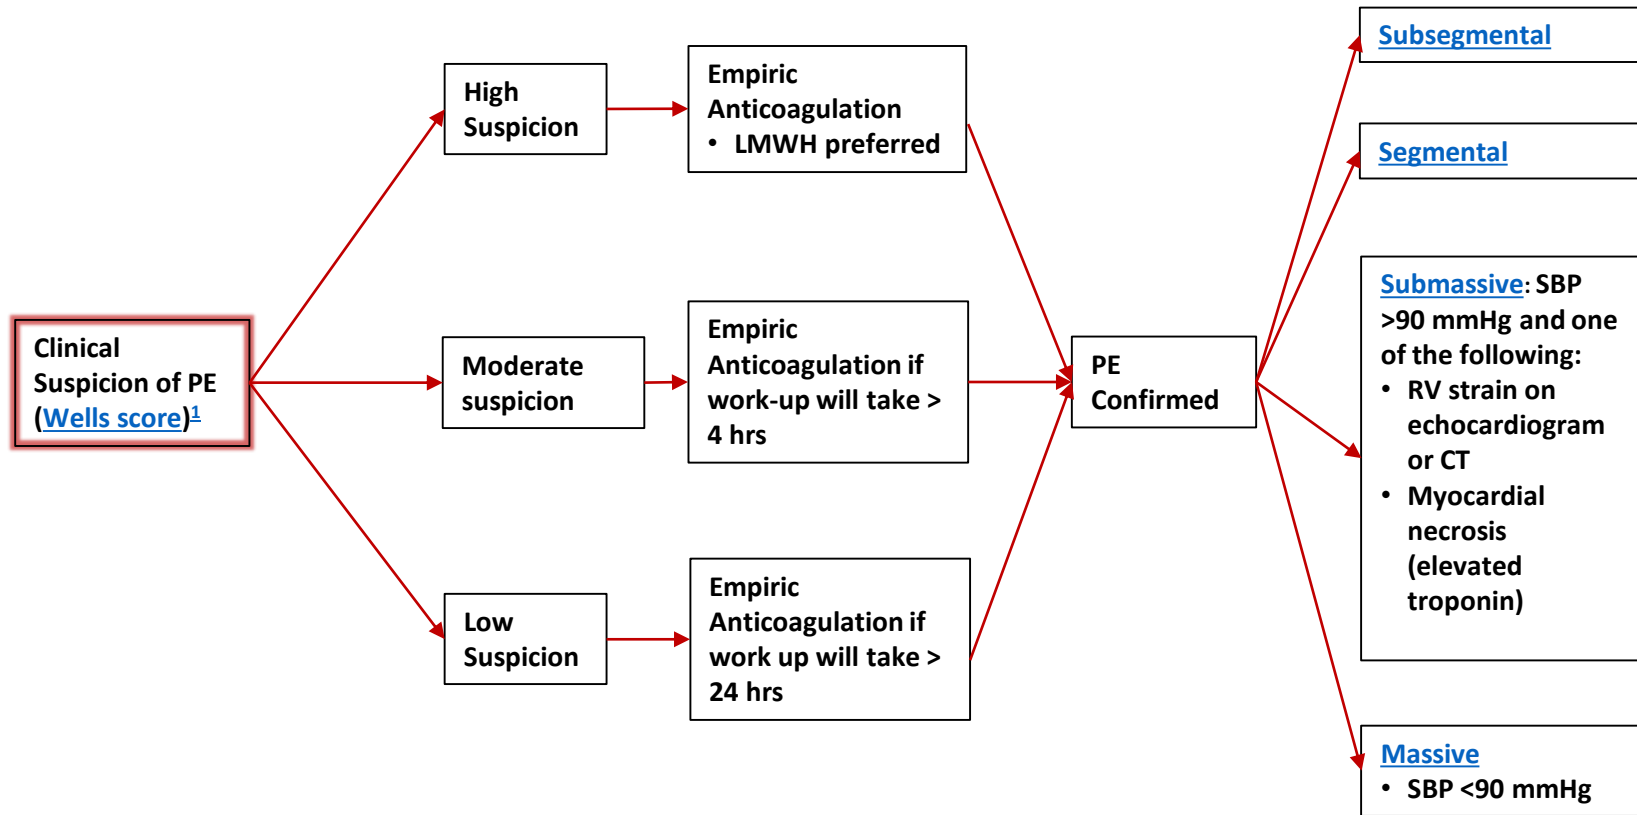 Clinical
Suspicion of PE
(Wells score)1
High
Suspicion
Empiric
Anticoagulation
• LMWH preferred
Moderate
suspicion
Empiric
Anticoagulation if
work-up will take >
4 hrs
Low
Suspicion
Empiric
Anticoagulation if
work up will take >
24 hrs
PE
Confirmed
Subsegmental
Segmental
Submassive: SBP
>90 mmHg and one
of the following:
• RV strain on
echocardiogram
or CT
• Myocardial
necrosis
(elevated
troponin)
Massive
• SBP <90 mmHg